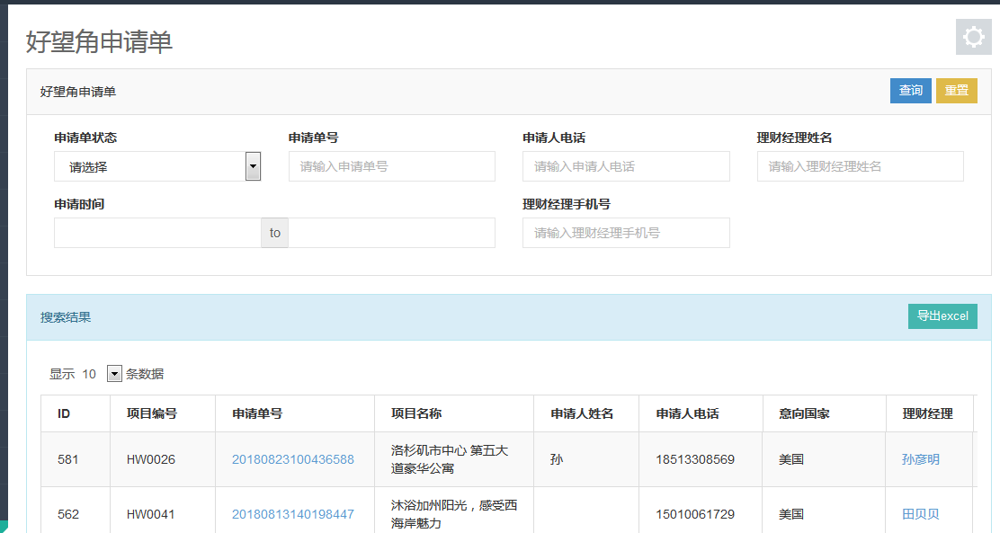 好望角申请单
好望角申请单 查询 重置
申请单状态 申请单号 申请人电话 理财经理姓名
请选择 请输入申请单号 请输入申请人电话 请输入理财经理姓名
申请时间 理财经理手机号
to 请输入理财经理手机号
搜索结果 导出excel
显示 10 条数据
ID 项目编号 申请单号 项目名称 申请人姓名 申请人电话 意向国家 理财经理
581 HW0026 20180823100436588 洛杉矶市中心 第五大 孙 18513308569 美国 孙彦明
道豪华公寓
562 HW0041 20180813140198447 沐浴加州阳光，感受西 15010061729 美国 田贝贝
海岸魅力